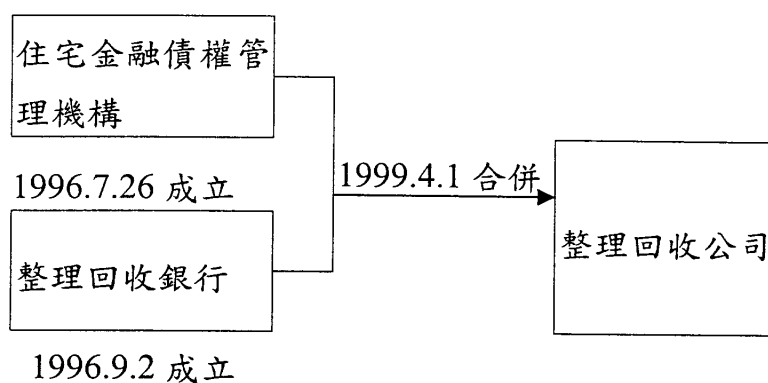 住宅金融債權管
理機構
1996.7.26 成立
1999.4.1 合併
整理回收銀行
整理回收公司
1996.9.2 成立